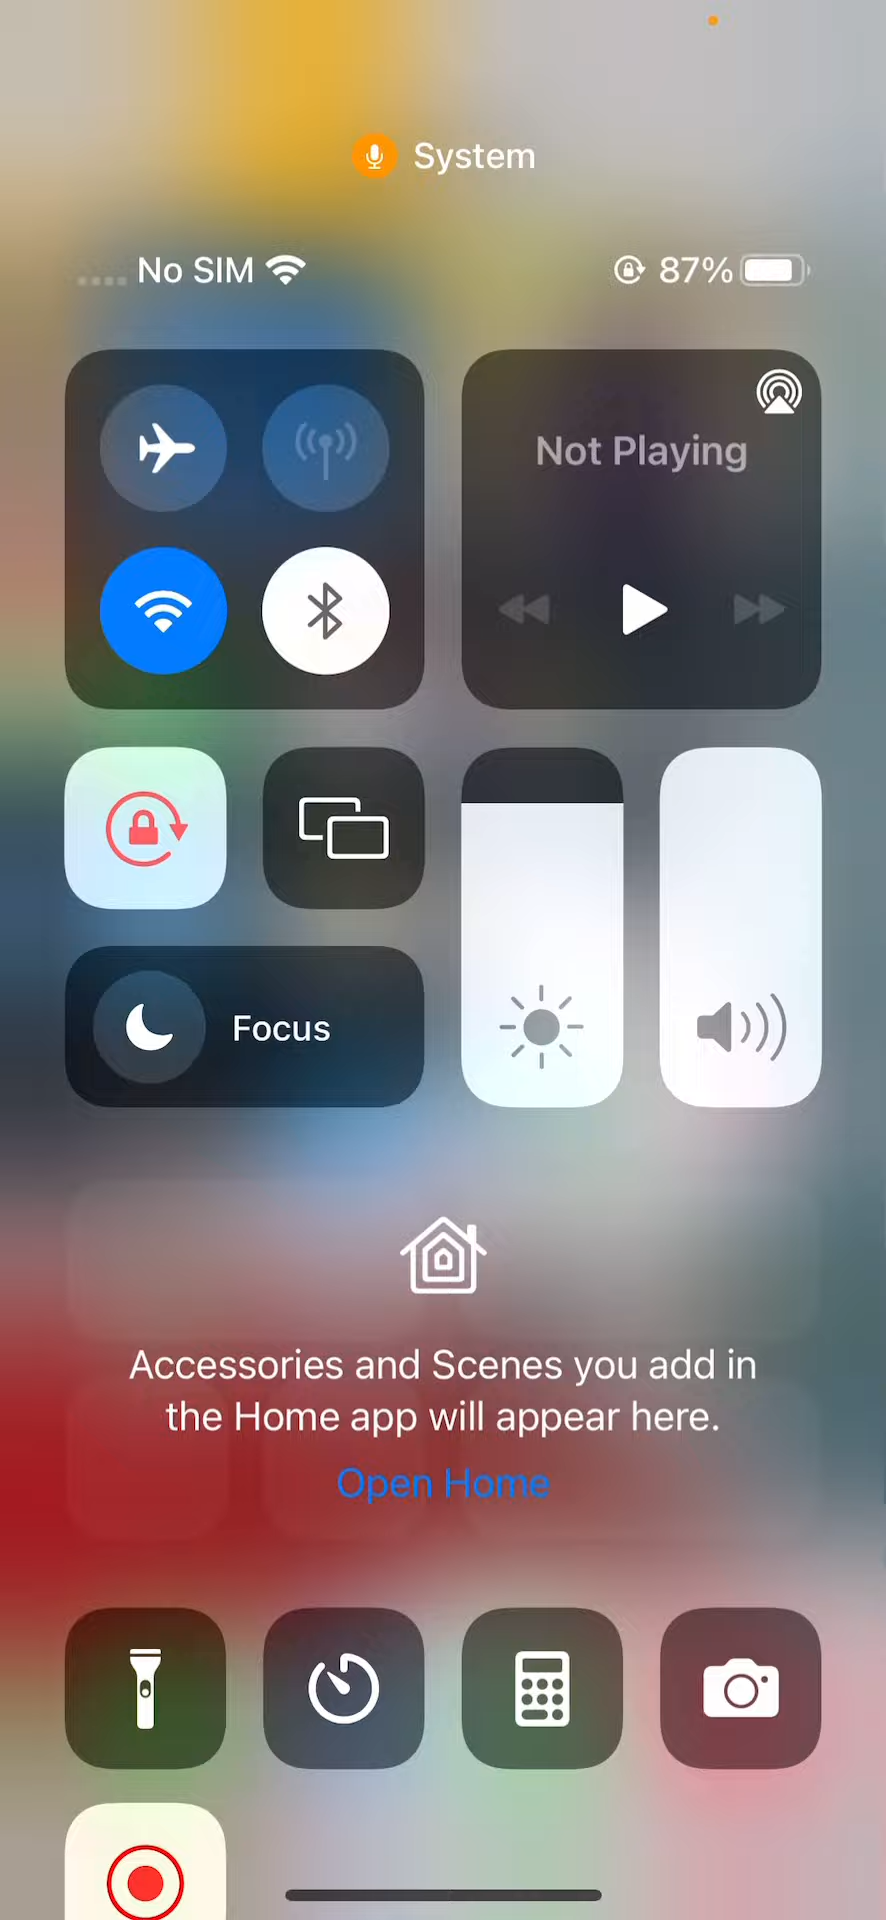 System
No SIM 87%
Not Playing
Focus
Accessories and Scenes you add in
the Home app will appear here.
Open Home